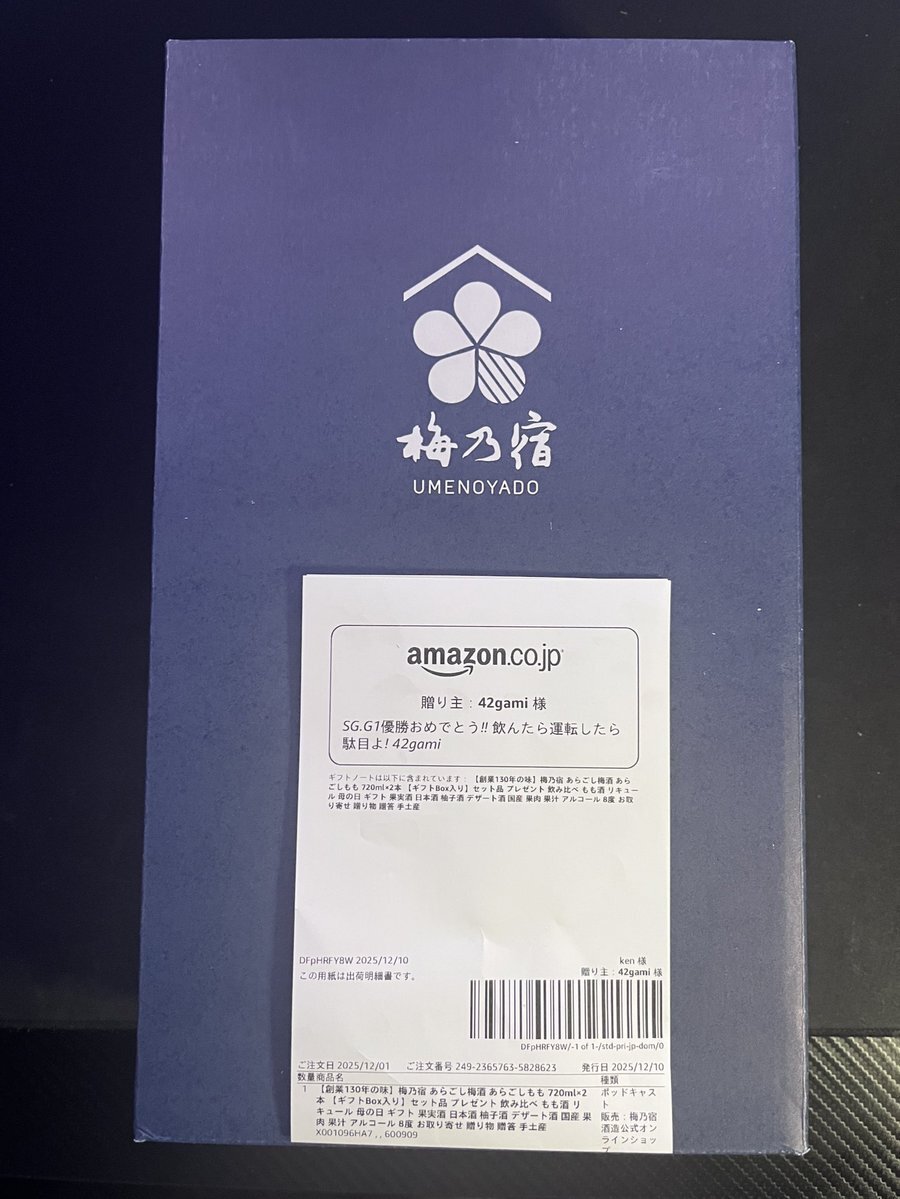 梅乃宿
UMENOYADO
amazon.co.jp
贈り主：42gami 様
SG.G1優勝おめでとう!! 飲んたら運転したら
駄目よ! 42gami
ギフトノートは以下に含まれています： 【創業130年の味】梅乃宿 あらごし梅酒 あら
ごしもも 720ml×2本 【ギフトBox入り】セット品 プレゼント 飲み比べ もも酒 リキュー
ル 母の日 ギフト 果実酒 日本酒 柚子酒 デザート酒 国産 果肉 果汁 アルコール 8度 お取
り寄せ 贈り物 贈答 手土産
DFpHRFY8W 2025/12/10
ken 様
この用紙は出荷明細書です。
贈り主：42gami 様
DFpHRFY8W/-1 of 1-/std-pri-jp-dom/0
ご注文日 2025/12/01 ご注文番号 249-2365763-5828623 発行日 2025/12/10
数量商品名 種類
1 【創業130年の味】梅乃宿 あらごし梅酒 あらごしもも 720ml×2
本 【ギフトBox入り】セット品 プレゼント 飲み比べ もも酒 リ
キュール 母の日 ギフト 果実酒 日本酒 柚子酒 デザート酒 国産 果
肉 果汁 アルコール 8度 お取り寄せ 贈り物 贈答 手土産
X001096HA7 , , 600909
ポッドキャス
ト
販売：梅乃宿
酒造公式オン
ラインショッ
プ